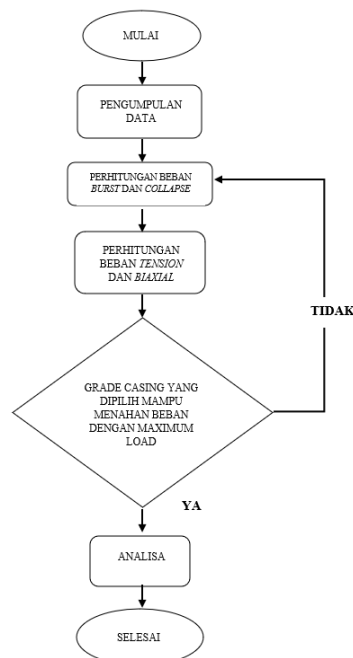 MULAI
PENGUMPULAN
DATA
PERHITUNGAN BEBAN
BURST DAN COLLAPSE
PERHITUNGAN
BEBAN TENSION
DAN BIAXIAL
TIDAK
GRADE CASING YANG
DIPILIH MAMPU
MENAHAN BEBAN
DENGAN MAXIMUM
LOAD
YA
ANALISA
SELESAI